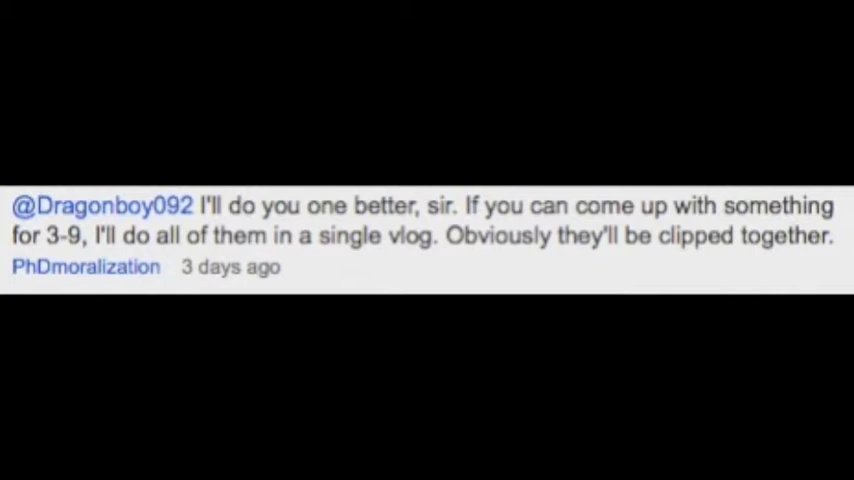 @Dragonboy092 I'll do you one better, sir. If you can come up with something
for 3-9, I'll do all of them in a single vlog. Obviously they'll be clipped together.
PhDmoralization 3 days ago